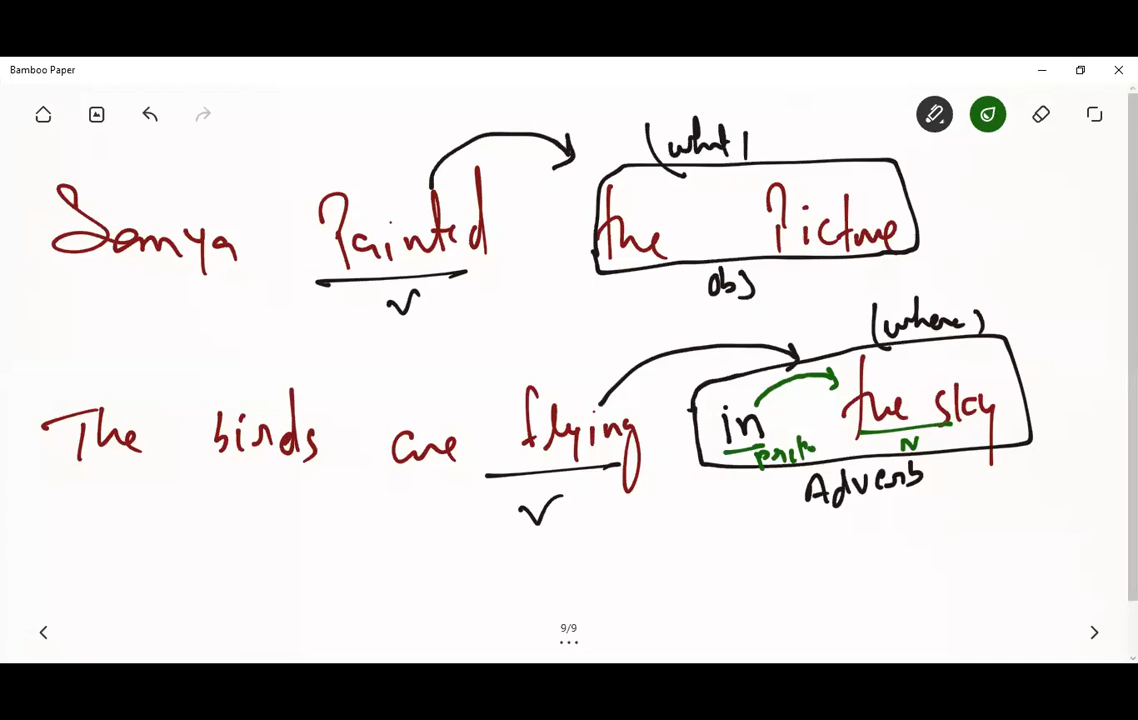 Bamboo Paper
(what)
Somya Painted the Picture
V obj
(where)
The birds are flying in the sky
prep N
V Adverb
9/9